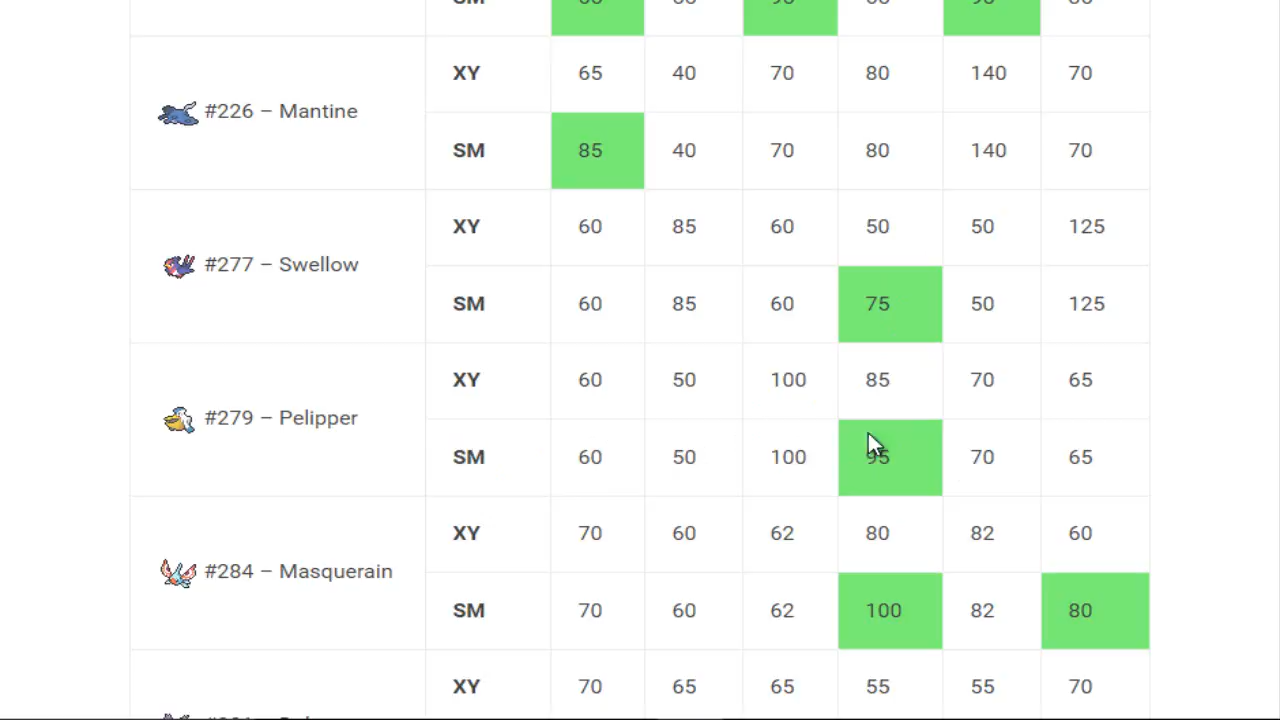 XY 65 40 70 80 140 70
#226 – Mantine
SM 85 40 70 80 140 70
XY 60 85 60 50 50 125
#277 – Swellow
SM 60 85 60 75 50 125
XY 60 50 100 85 70 65
#279 – Pelipper
SM 60 50 100 95 70 65
XY 70 60 62 80 82 60
#284 – Masquerain
SM 70 60 62 100 82 80
XY 70 65 65 55 55 70